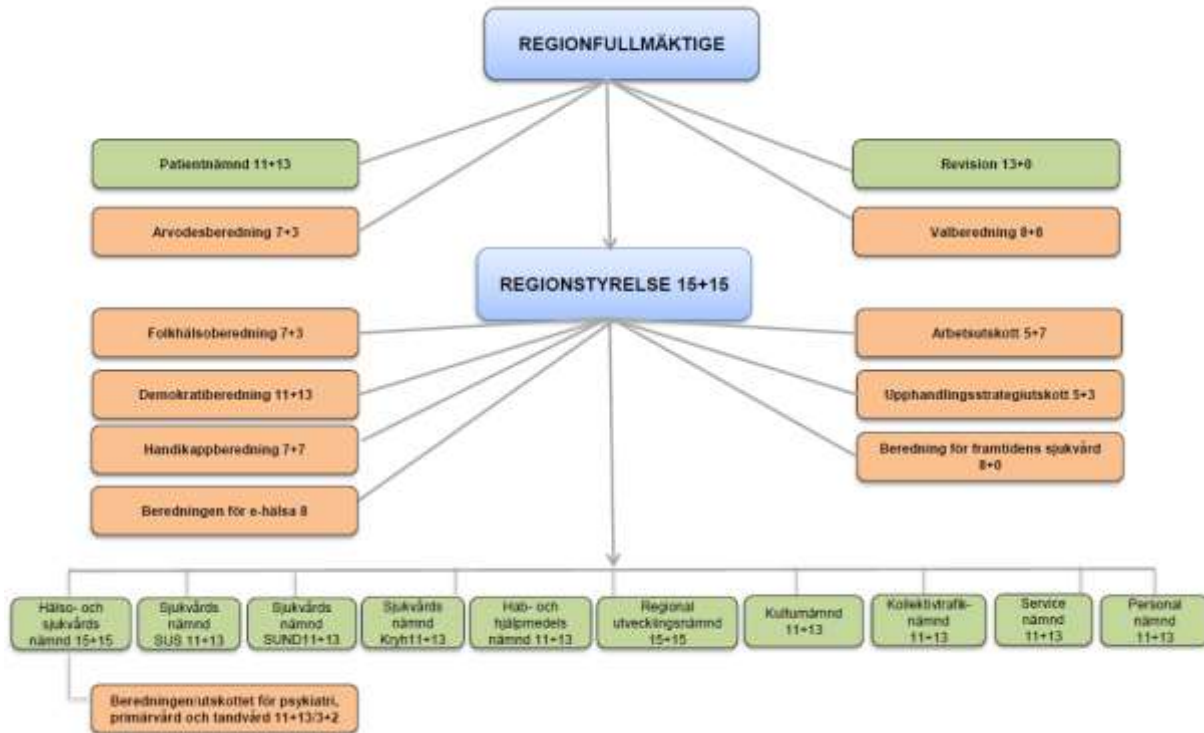 REGIONFULLMÄKTIGE
Patientnämnd 11+13
Revision 13+0
Arvodesberedning 7+3
Valberedning 8+8
REGIONSTYRELSE 15+15
Folkhälsoberedning 7+3
Arbetsutskott 5+7
Demokratiberedning 11+13
Upphandlingsstrategiutskott 5+3
Handikappberedning 7+7
Beredning för framtidens sjukvård
8+0
Beredningen för e-hälsa 8
Hälso- och
sjukvårds
nämnd 15+15
Sjukvårds
nämnd
SUS 11+13
Sjukvårds
nämnd
SUND11+13
Sjukvårds
nämnd
Kryh11+13
Hab- och
hjälpmedels
nämnd 11+13
Regional
utvecklingsnämnd
15+15
Kulturnämnd
11+13
Kollektivtrafik-
nämnd
11+13
Service
nämnd
11+13
Personal
nämnd
11+13
Beredningen/utskottet för psykiatri,
primärvård och tandvård 11+13/3+2